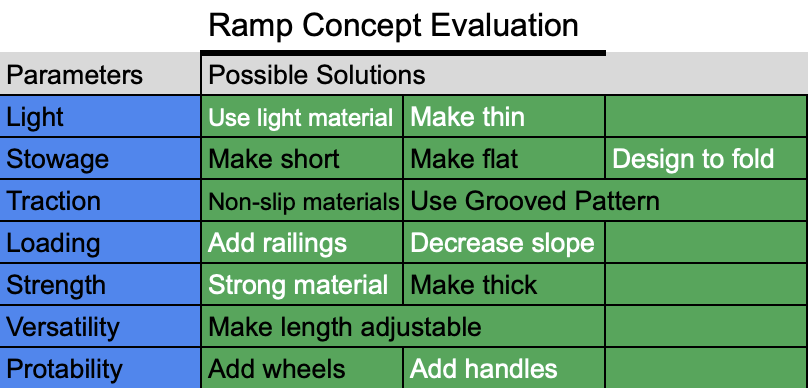 Ramp Concept Evaluation
Parameters Possible Solutions
Light Use light material Make thin
Stowage Make short Make flat Design to fold
Traction Non-slip materials Use Grooved Pattern
Loading Add railings Decrease slope
Strength Strong material Make thick
Versatility Make length adjustable
Protability Add wheels Add handles